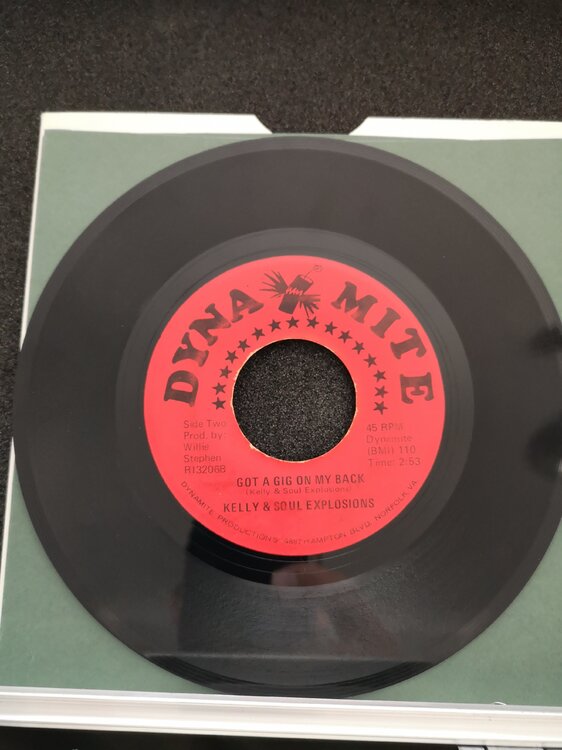 DYNA MITE
Side Two
Prod. by:
Willie
Stephen
RI3206B
45 RPM
Dynamite
(BMI) 110
Time: 2:53
GOT A GIG ON MY BACK
(Kelly & Soul Explosions)
KELLY & SOUL EXPLOSIONS
DYNAMITE PRODUCTIONS HAMPTON BLVD. NORFOLK VA